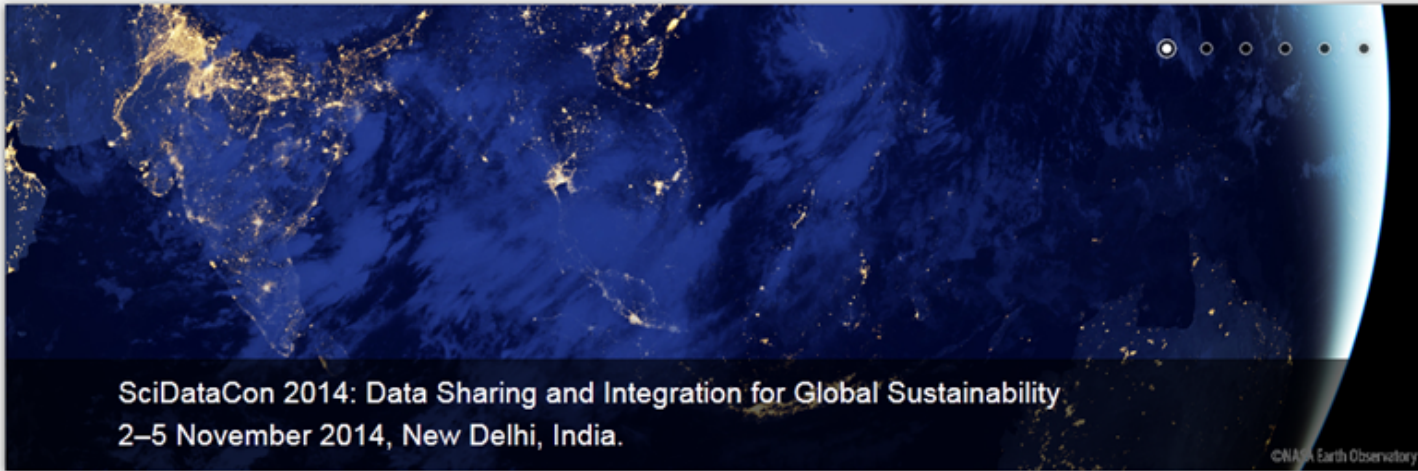 SciDataCon 2014: Data Sharing and Integration for Global Sustainability
2–5 November 2014, New Delhi, India.
©NASA Earth Observatory